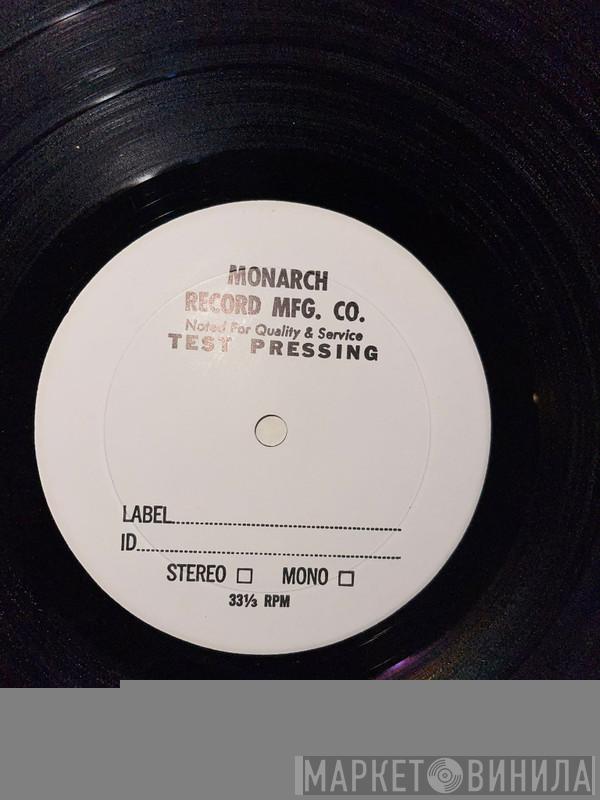 MONARCH
RECORD MFG. CO.
Noted For Quality & Service
TEST PRESSING
LABEL
ID
STEREO □ MONO □
33⅓ RPM
МАРКЕТ ВИНИЛА